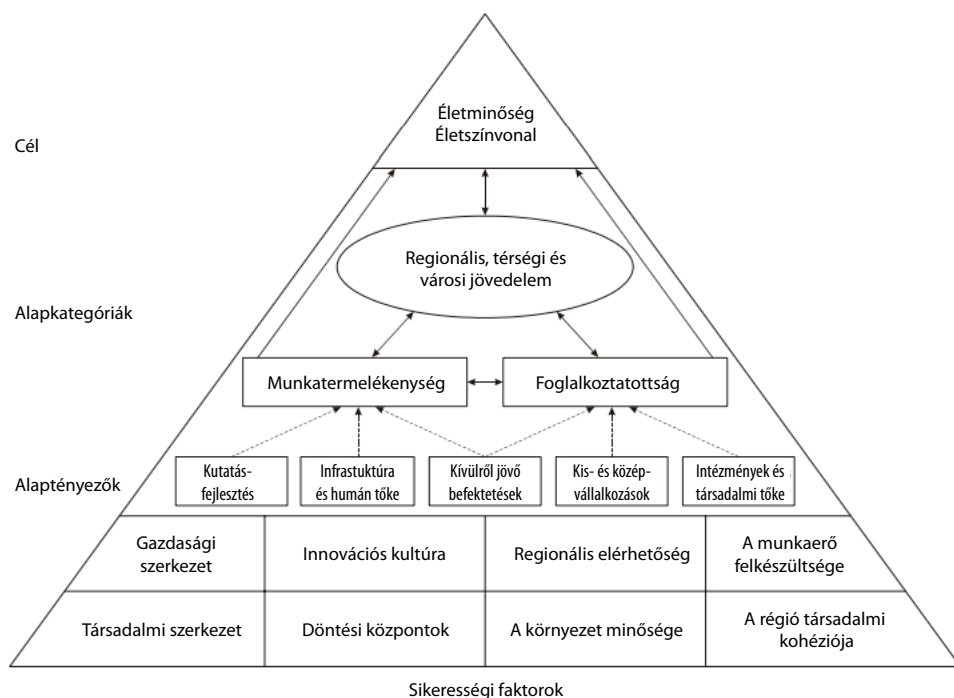 Életminőség
Életszínvonal
Cél
Regionális, térségi és
városi jövedelem
Alapkategóriák
Munkatermelékenység
Foglalkoztatottság
Alaptényezők
Kutatás-
fejlesztés
Infrastuktúra
és humán tőke
Kívülről jövő
befektetések
Kis- és közép-
vállalkozások
Intézmények és
társadalmi tőke
Gazdasági
szerkezet
Innovációs kultúra
Regionális elérhetőség
A munkaerő
felkészültsége
Társadalmi szerkezet
Döntési központok
A környezet minősége
A régió társadalmi
kohéziója
Sikerességi faktorok